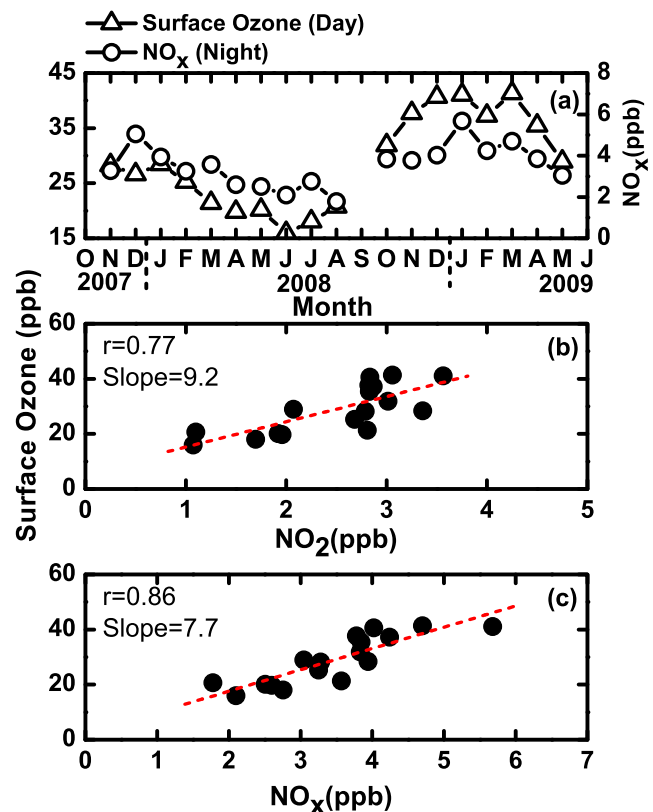 Surface Ozone (Day)
NOx (Night)
45 35 25 15
(a)
8 6 4 2 0
NOx(ppb)
O N D J F M A M J J A S O N D J F M A M J
2007 2008 2009
Month
Surface Ozone (ppb)
r=0.77
Slope=9.2
(b)
60 40 20 0
0 1 2 3 4 5
NO2(ppb)
r=0.86
Slope=7.7
(c)
60 40 20 0
0 1 2 3 4 5 6 7
NOx(ppb)